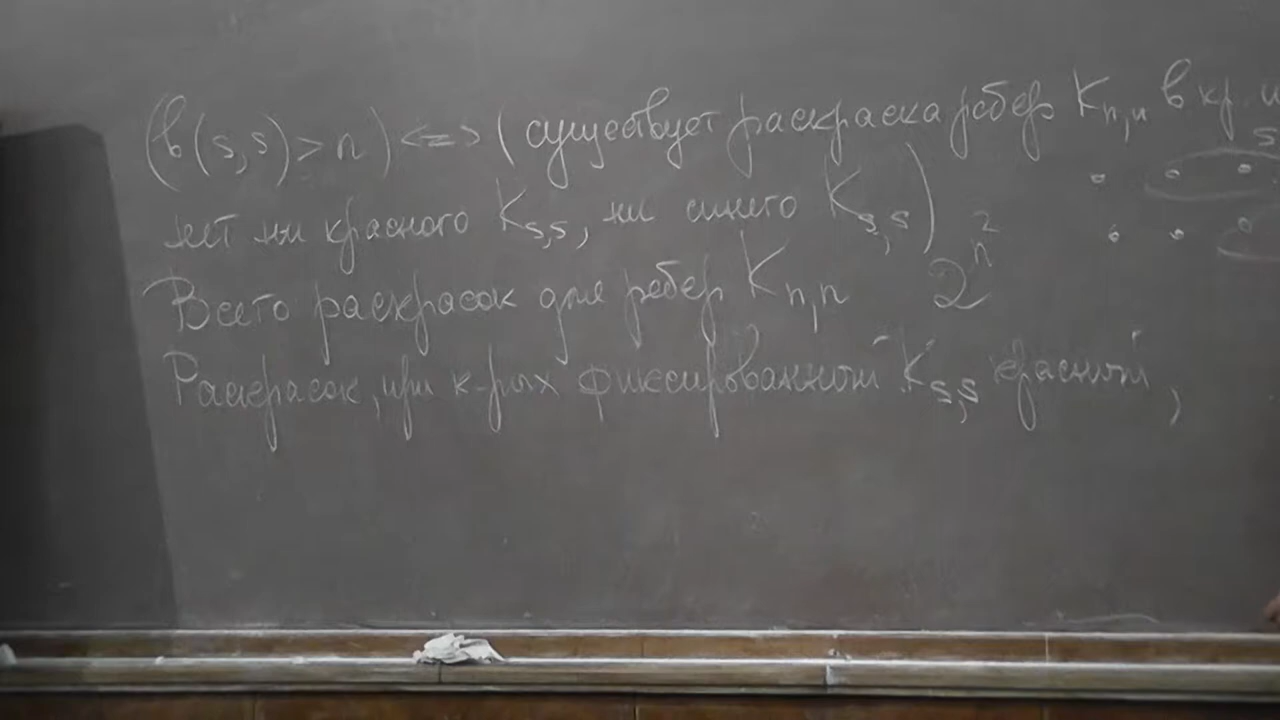 (b(s,s) > n) <=> (существует раскраска ребер K_{n,n} в кр. и
s
нет ни красного K_{s,s}, ни синего K_{s,s})
Всего раскрасок для ребер K_{n,n} 2^{n^2}
Раскрасок, при к-рых фиксированный "K_{s,s} красный",